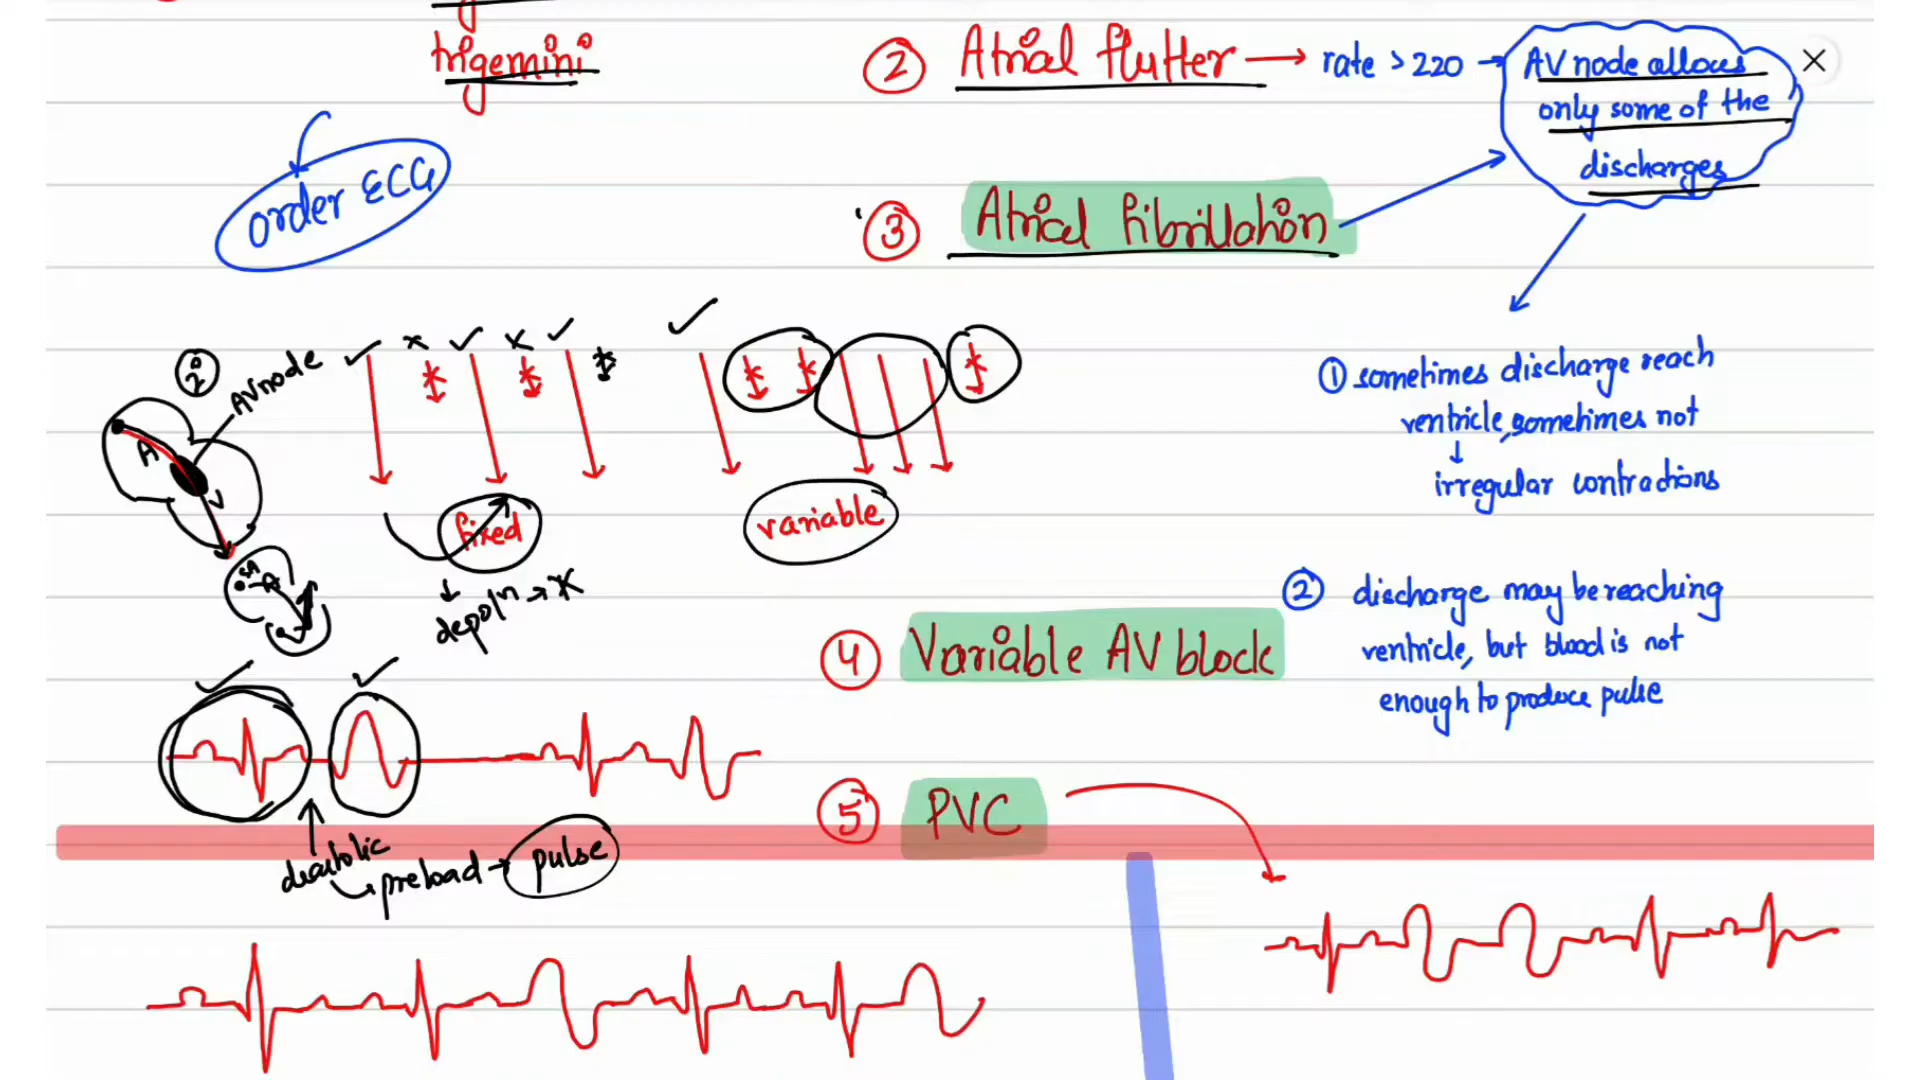 trigemini
② Atrial flutter → rate > 220 → AV node allows
only some of the
discharges
order ECG
③ Atrial fibrillation
2
AV node
A
V
fixed
variable
depoln → x
SA
A
① sometimes discharge reach
ventricle, sometimes not
↓
irregular contractions
② discharge may be reaching
ventricle, but blood is not
enough to produce pulse
④ Variable AV block
⑤ PVC
diastolic
preload → pulse